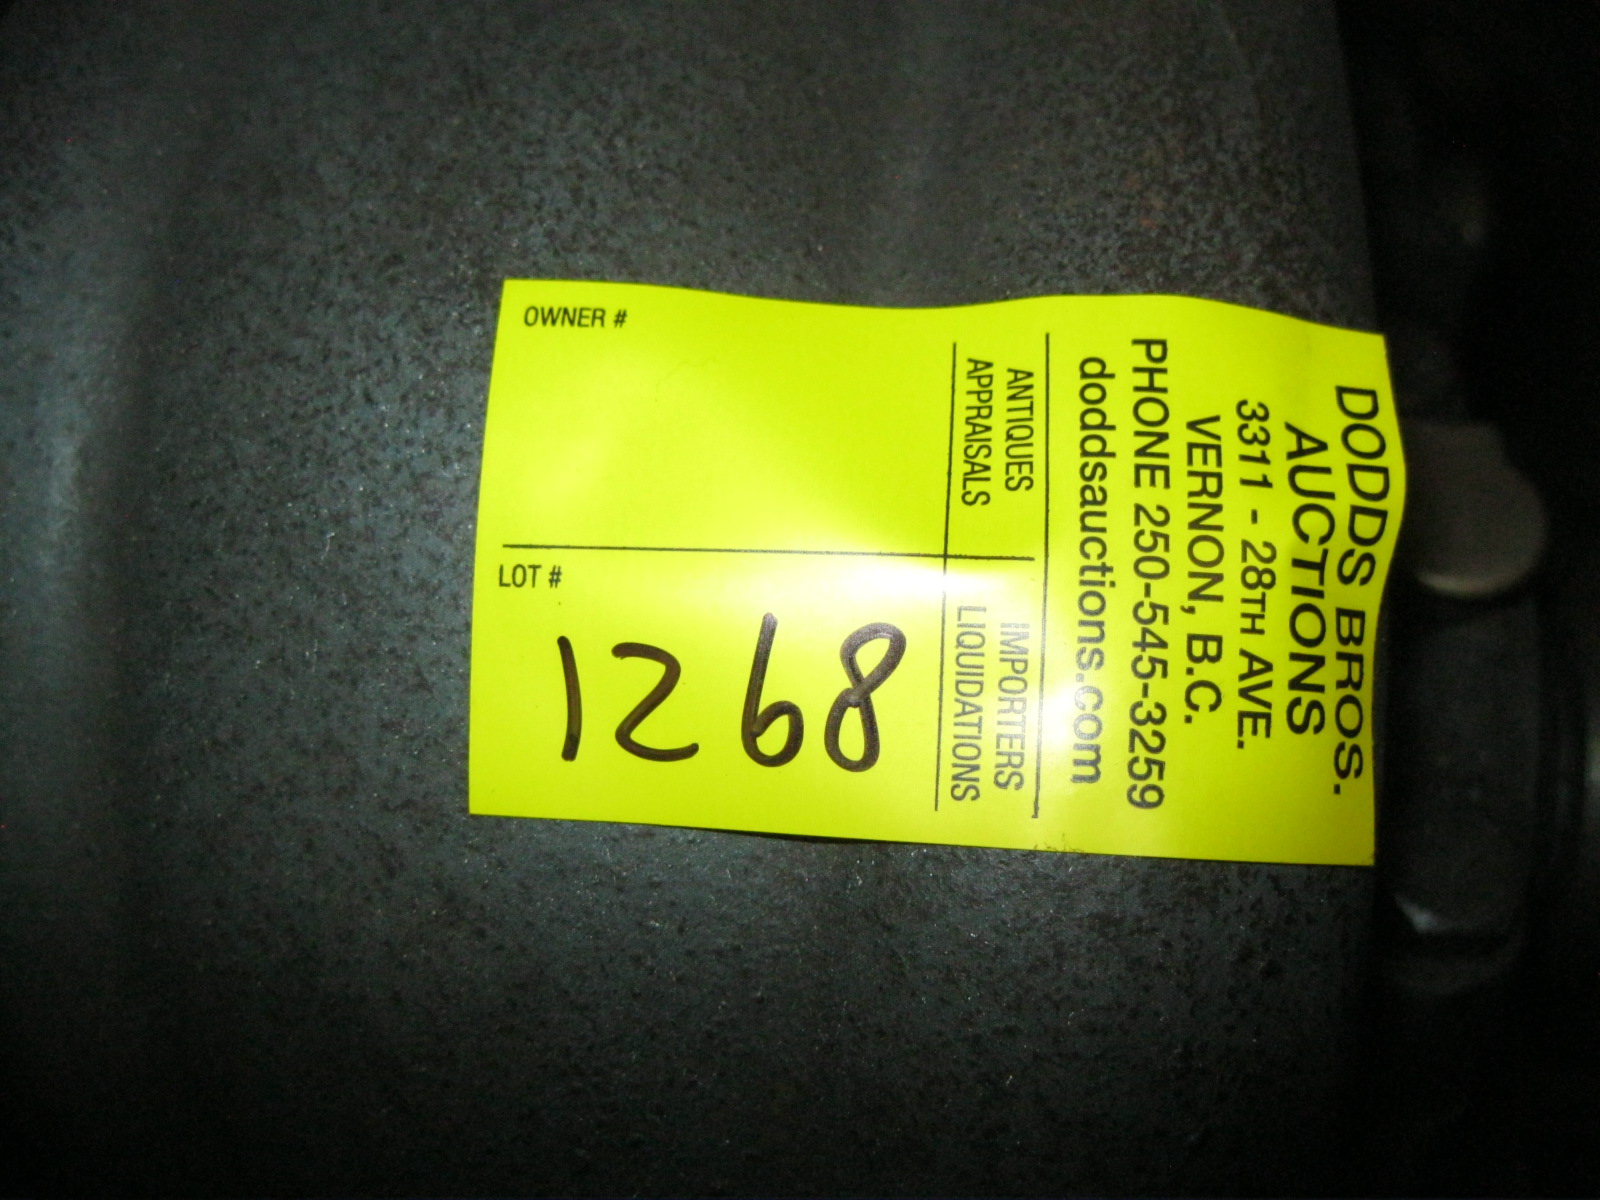 DODDS BROS.
AUCTIONS
3311 - 28TH AVE.
VERNON, B.C.
PHONE 250-545-3259
doddsauctions.com
ANTIQUES
APPRAISALS
IMPORTERS
LIQUIDATIONS
OWNER #
LOT #
1268